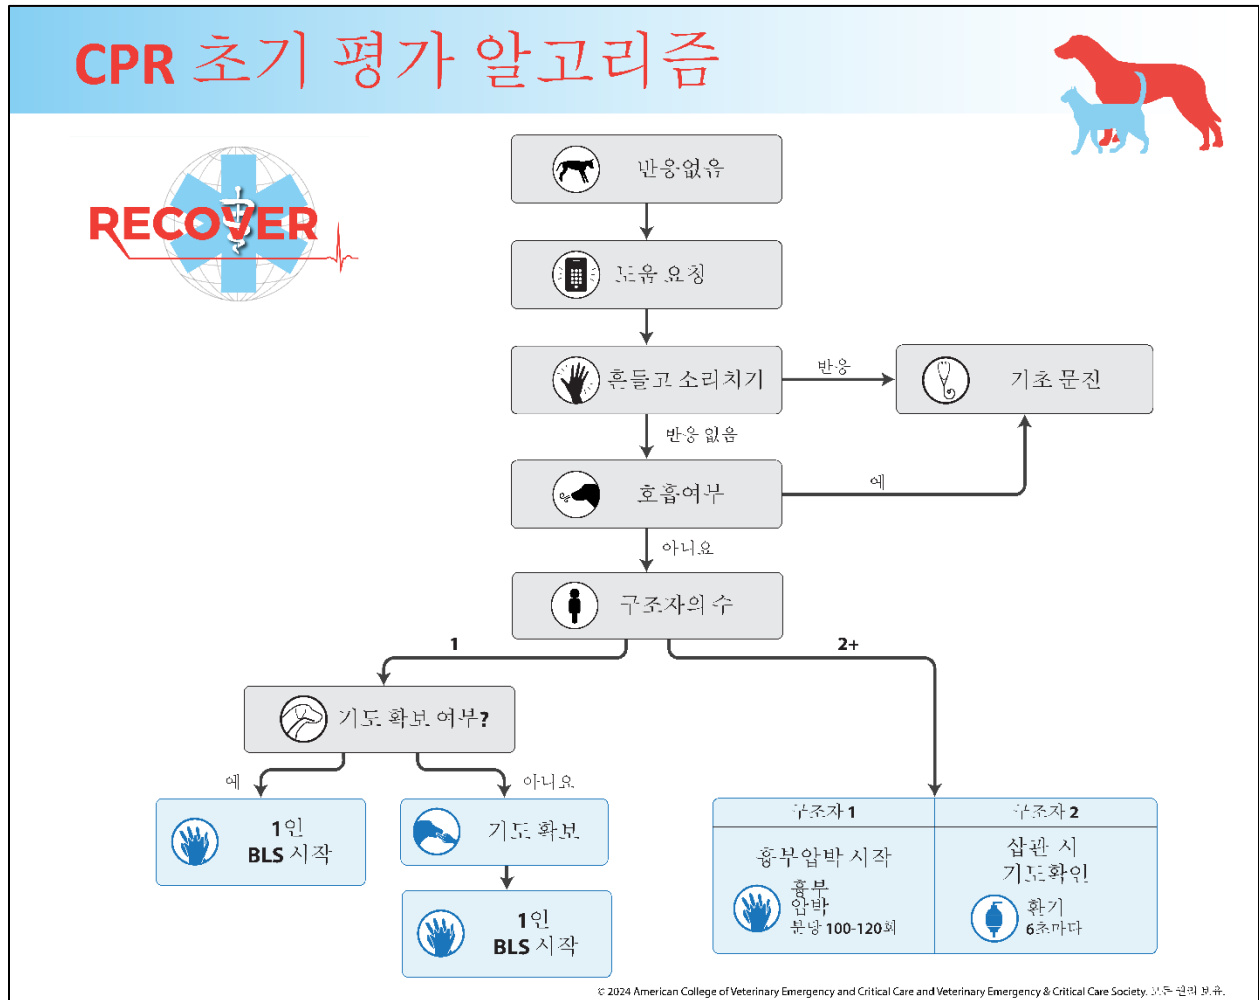 CPR 초기 평가 알고리즘
RECOVER
반응없음
도움 요청
흔들고 소리치기
반응
기초 문진
반응 없음
호흡여부
예
아니요
구조자의 수
1
2+
기도 확보 여부?
예
아니요
1인
BLS 시작
기도 확보
1인
BLS 시작
구조자 1
흉부압박 시작
흉부
압박
분당 100-120회
구조자 2
삽관 시
기도확인
환기
6초마다
© 2024 American College of Veterinary Emergency and Critical Care and Veterinary Emergency & Critical Care Society. 모든 권리 보유.